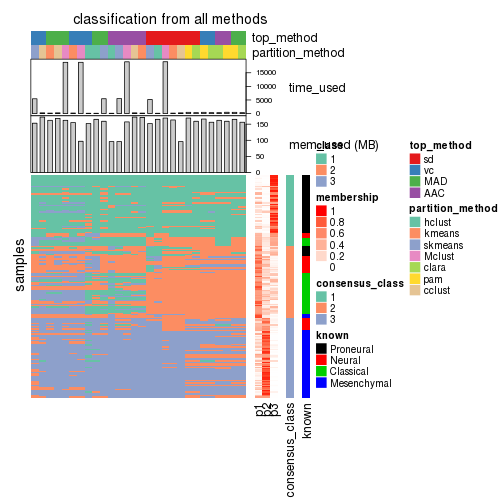 classification from all methods
top_method
partition_method
15000
10000
5000
0
time_used
150
100
50
0
mem_used (MB)
samples
p1
p2
p3
consensus_class
known
class
1
2
3
membership
1
0.8
0.6
0.4
0.2
0
consensus_class
1
2
3
known
Proneural
Neural
Classical
Mesenchymal
top_method
sd
vc
MAD
AAC
partition_method
hclust
kmeans
skmeans
Mclust
clara
pam
cclust